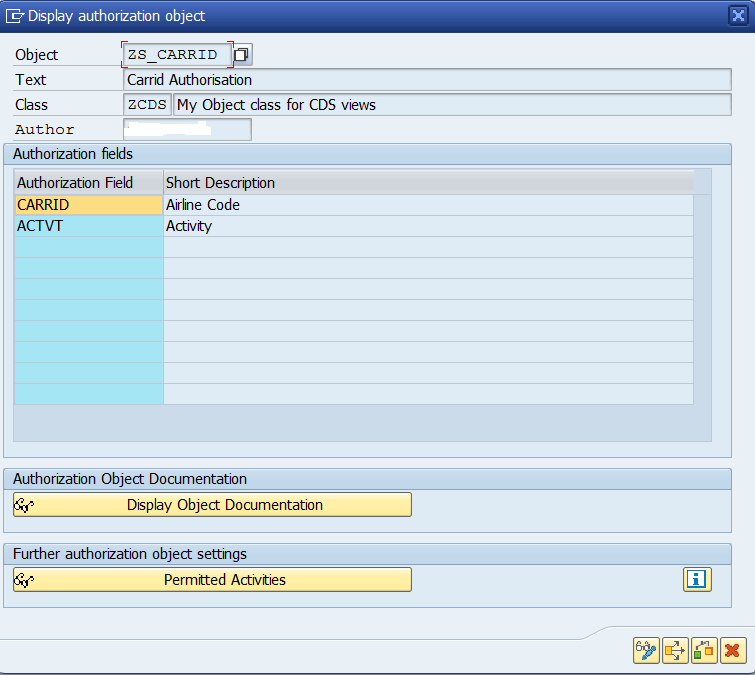 Display authorization object
Object ZS_CARRID
Text Carrid Authorisation
Class ZCDS My Object class for CDS views
Author
Authorization fields
Authorization Field Short Description
CARRID Airline Code
ACTVT Activity
Authorization Object Documentation
Display Object Documentation
Further authorization object settings
Permitted Activities